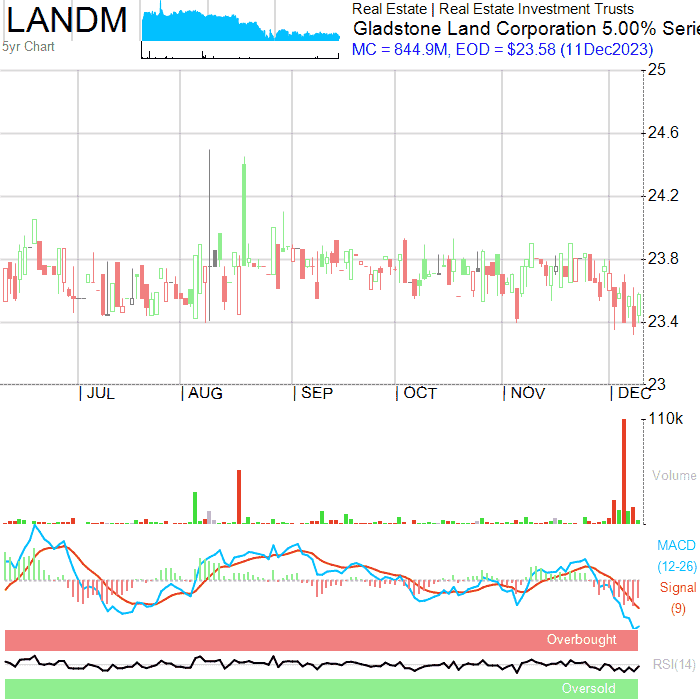 LANDM
5yr Chart
Real Estate | Real Estate Investment Trusts
Gladstone Land Corporation 5.00% Serie
MC = 844.9M, EOD = $23.58 (11Dec2023)
25
24.6
24.2
23.8
23.4
23
JUL AUG SEP OCT NOV DEC
110k
Volume
MACD
(12-26)
Signal
(9)
Overbought
RSI(14)
Oversold